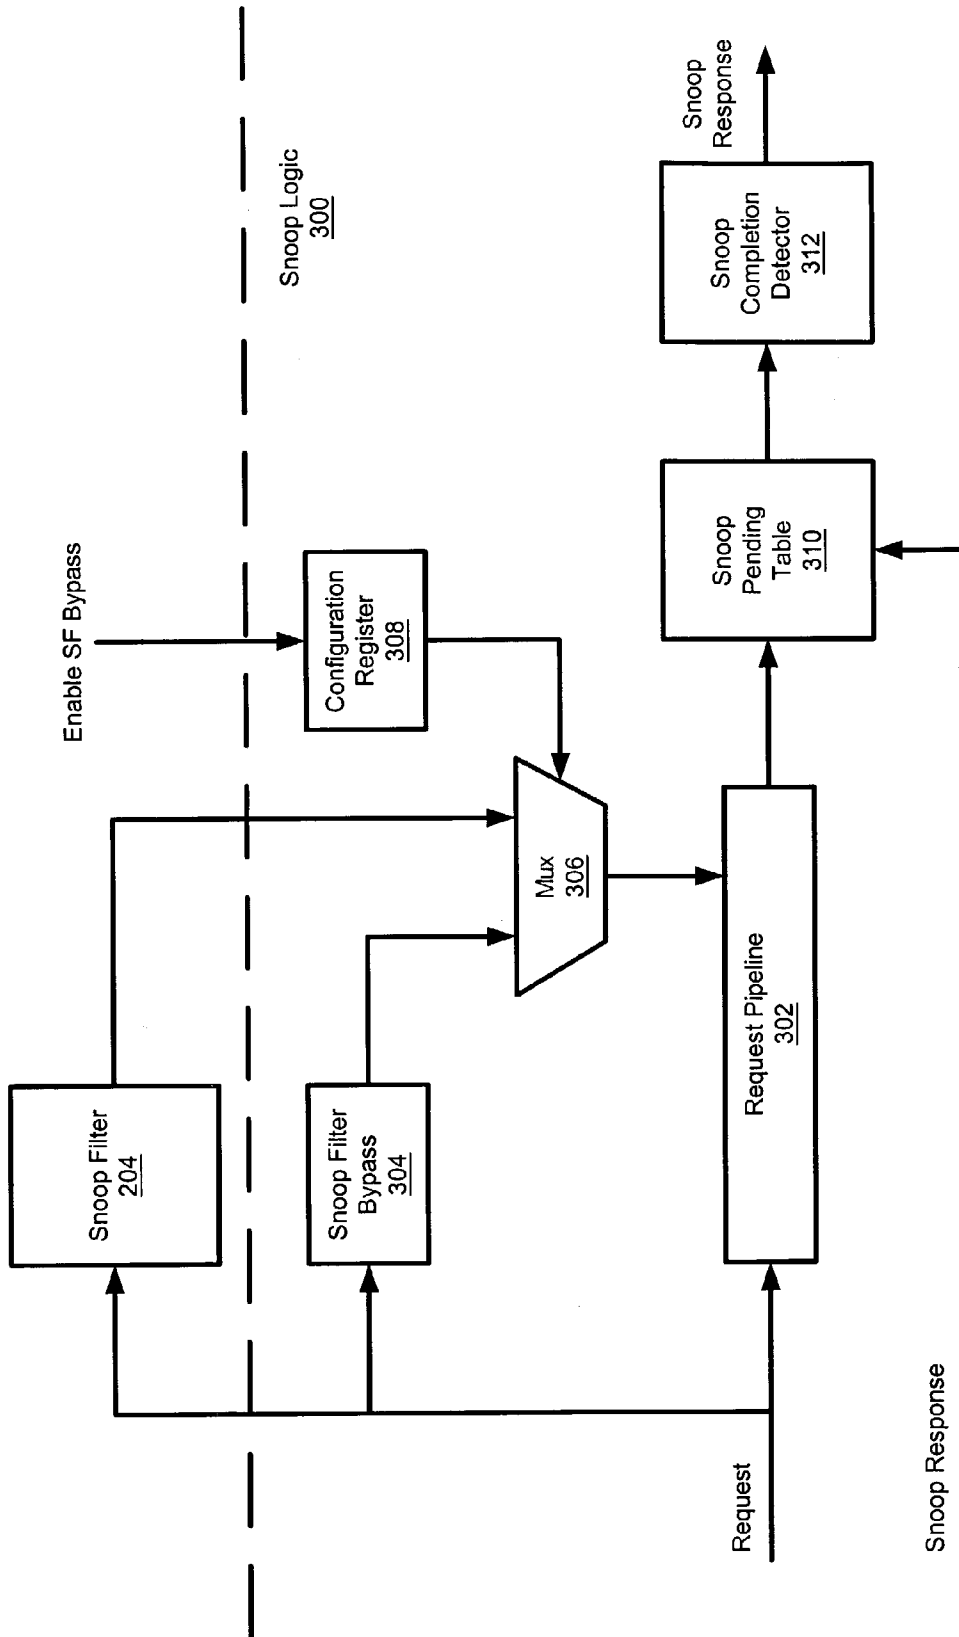 Snoop Filter
204
Enable SF Bypass
Snoop Logic
300
Snoop Filter
Bypass
304
Configuration
Register
308
Mux
306
Request
Request Pipeline
302
Snoop
Pending
Table
310
Snoop
Completion
Detector
312
Snoop
Response
Snoop Response